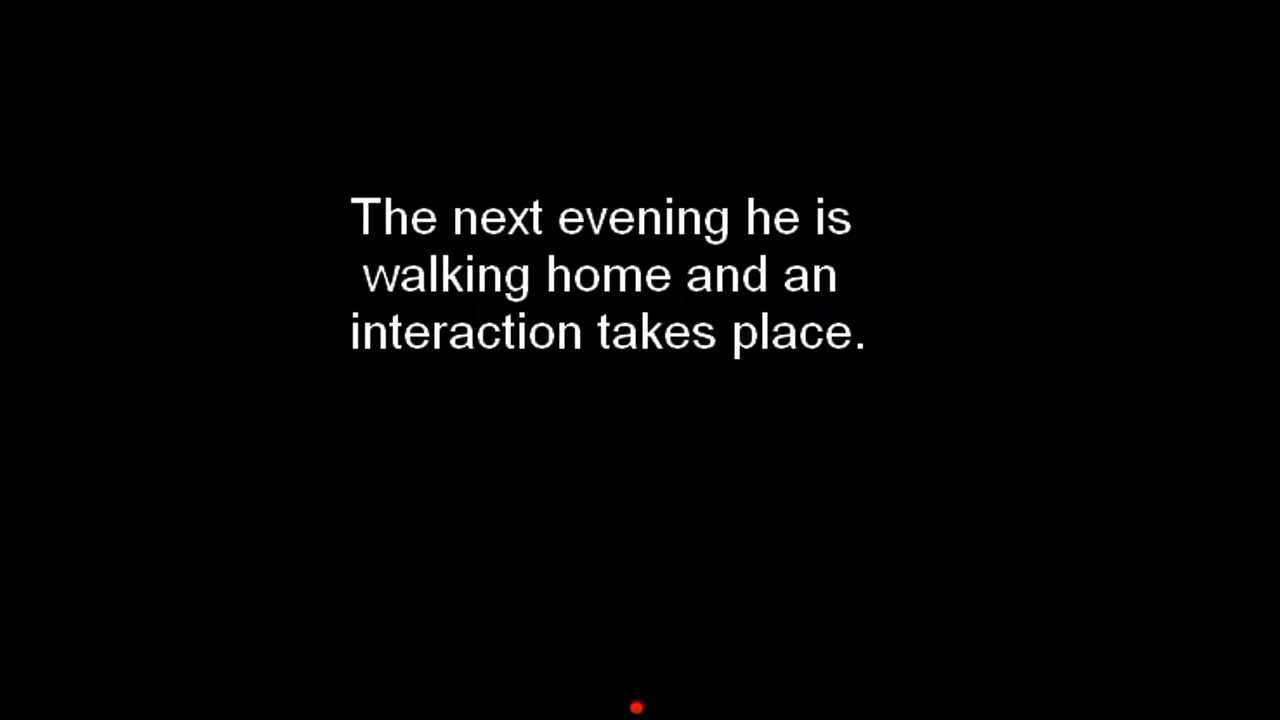 The next evening he is
walking home and an
interaction takes place.